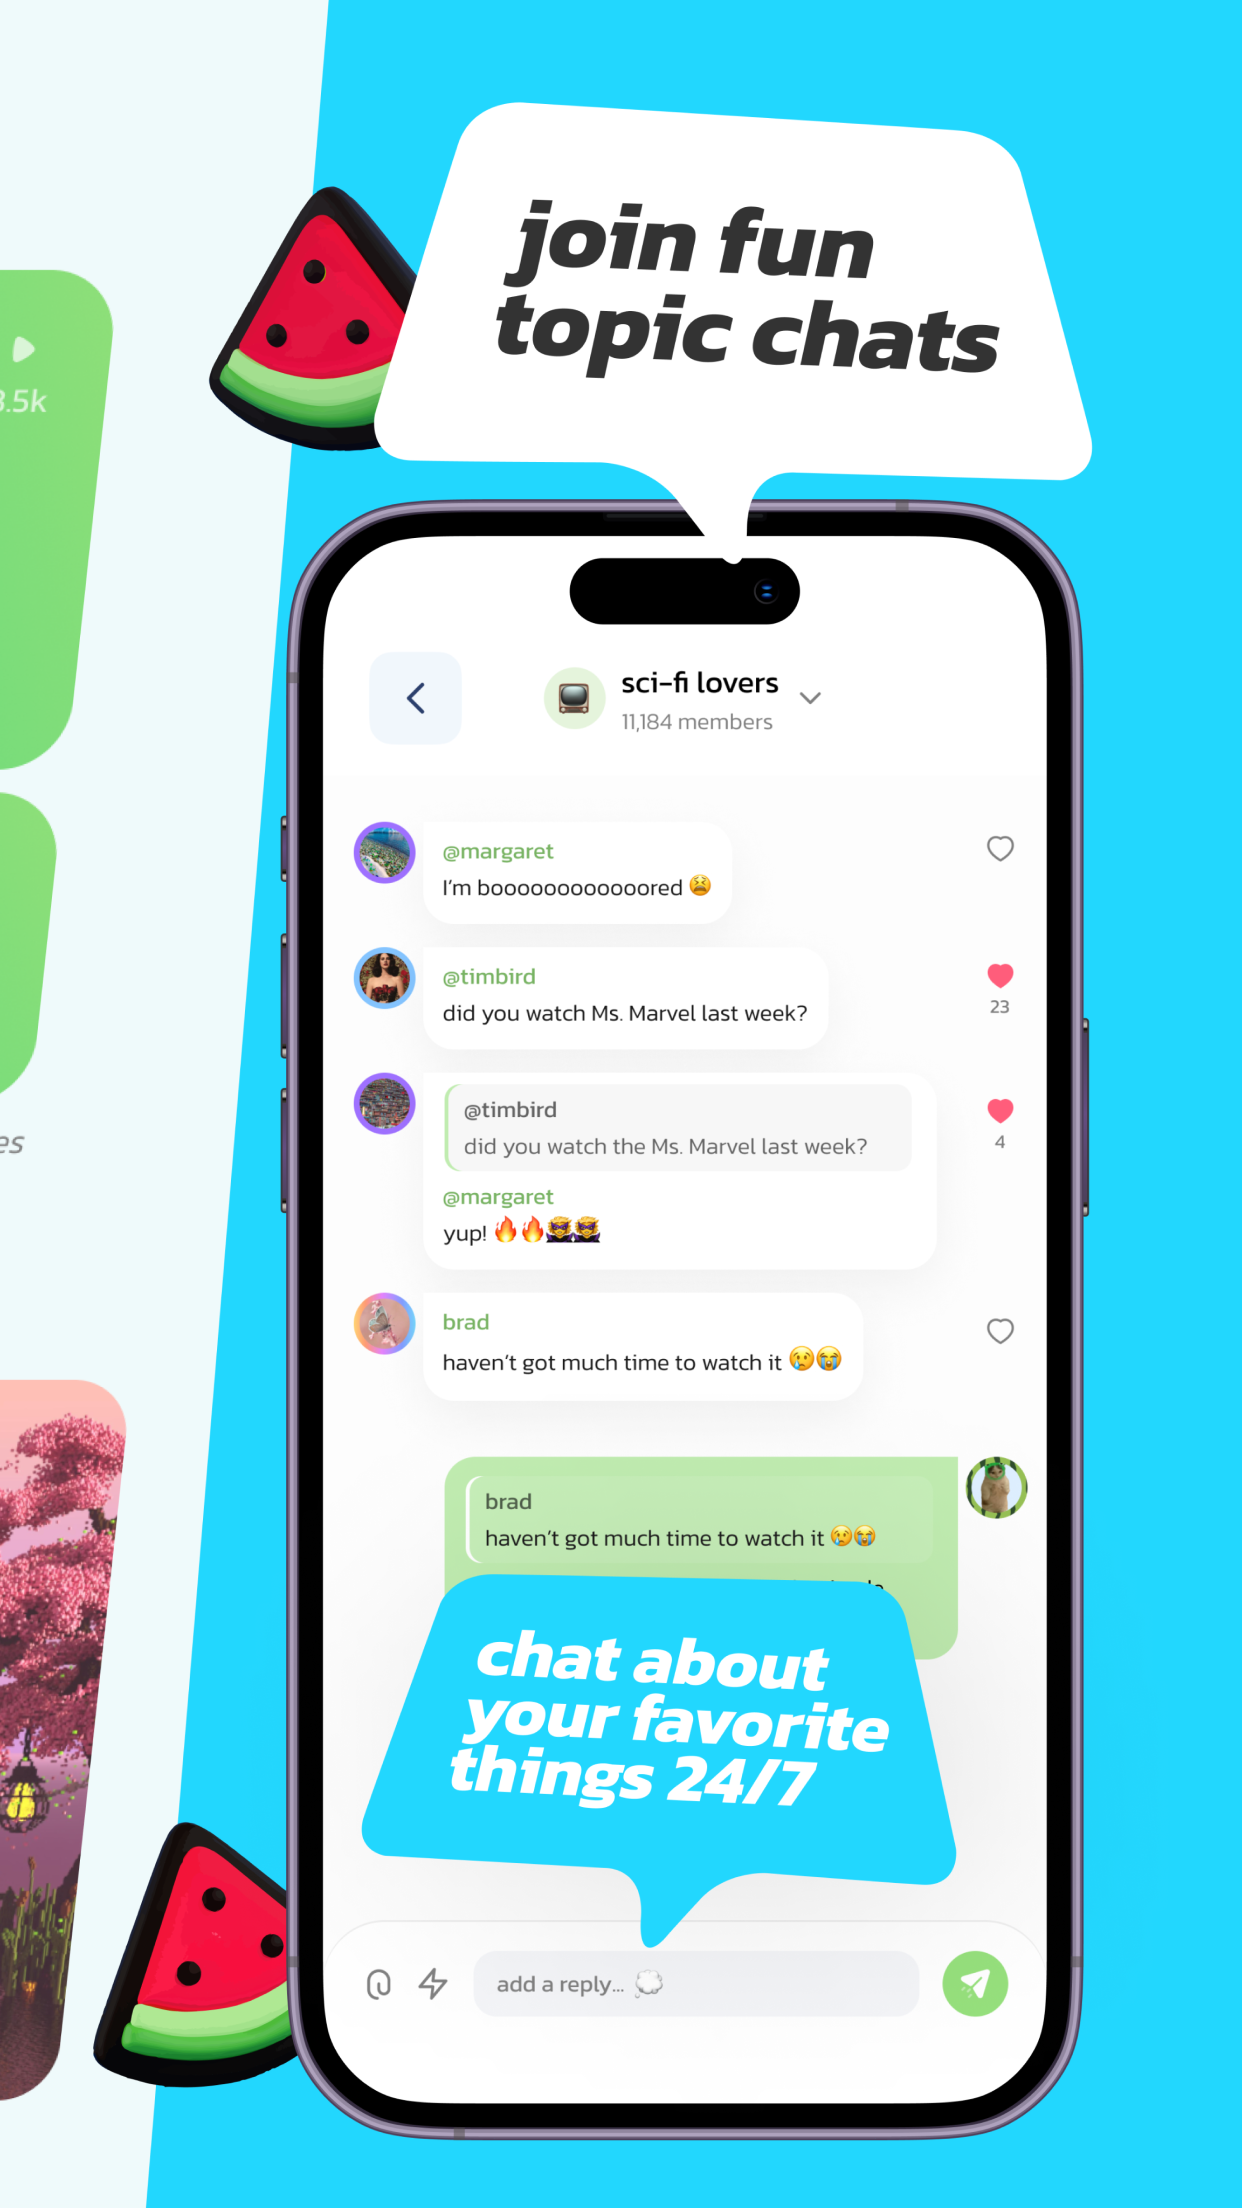 join fun
topic chats
3.5k
sci-fi lovers
11,184 members
@margaret
I'm booooooooooooored 😫
@timbird
did you watch Ms. Marvel last week?
23
@timbird
did you watch the Ms. Marvel last week?
4
@margaret
yup! 🔥🔥🦹‍♀️🦹‍♀️
brad
haven't got much time to watch it 😢😭
brad
haven't got much time to watch it 😢😭
chat about
your favorite
things 24/7
add a reply... 💭